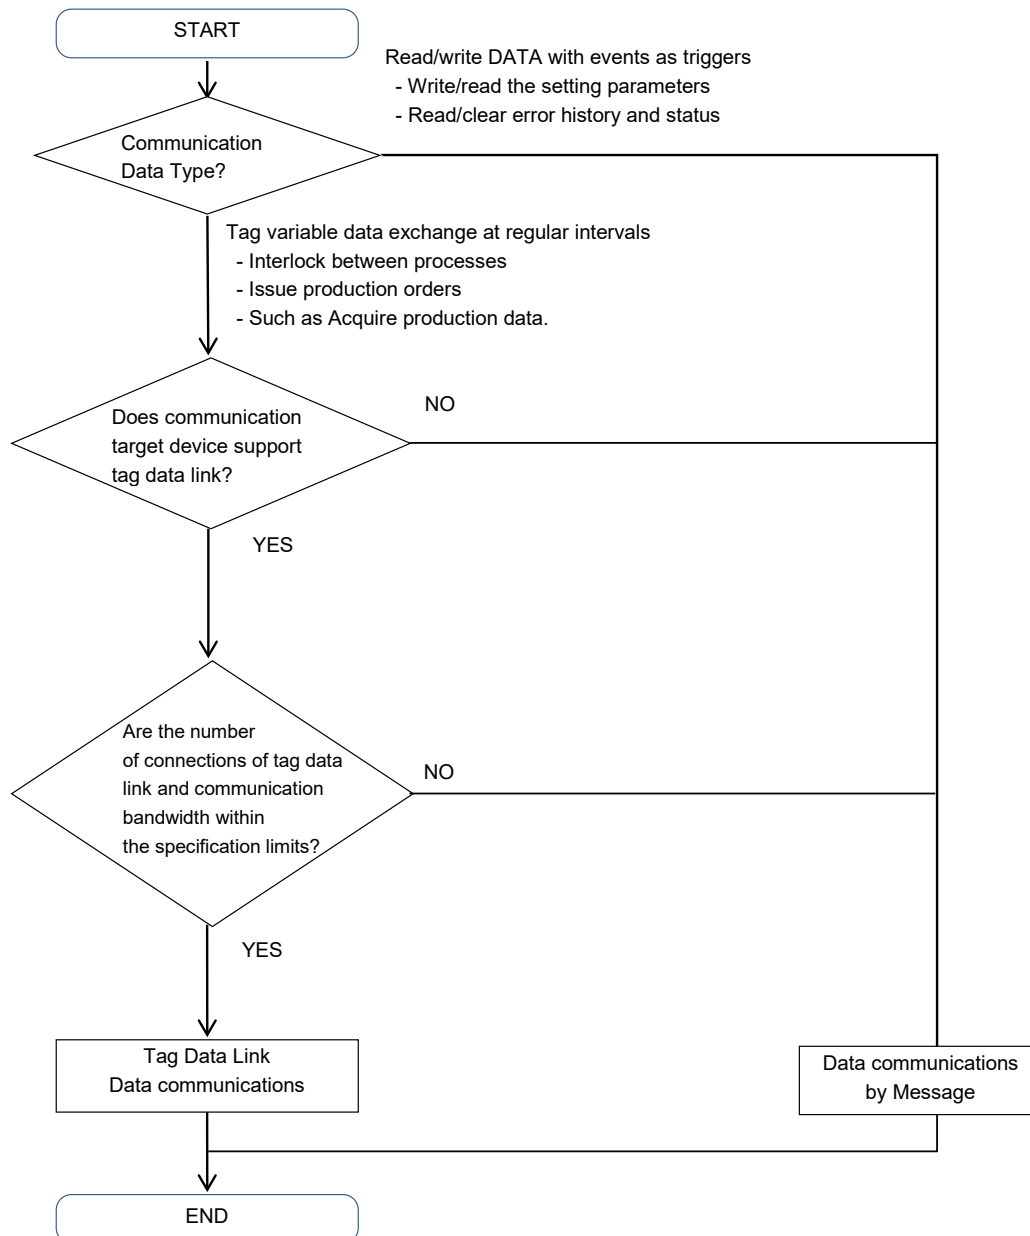 START
Read/write DATA with events as triggers
- Write/read the setting parameters
- Read/clear error history and status
Communication
Data Type?
Tag variable data exchange at regular intervals
- Interlock between processes
- Issue production orders
- Such as Acquire production data.
Does communication
target device support
tag data link?
NO
YES
Are the number
of connections of tag data
link and communication
bandwidth within
the specification limits?
NO
YES
Tag Data Link
Data communications
Data communications
by Message
END